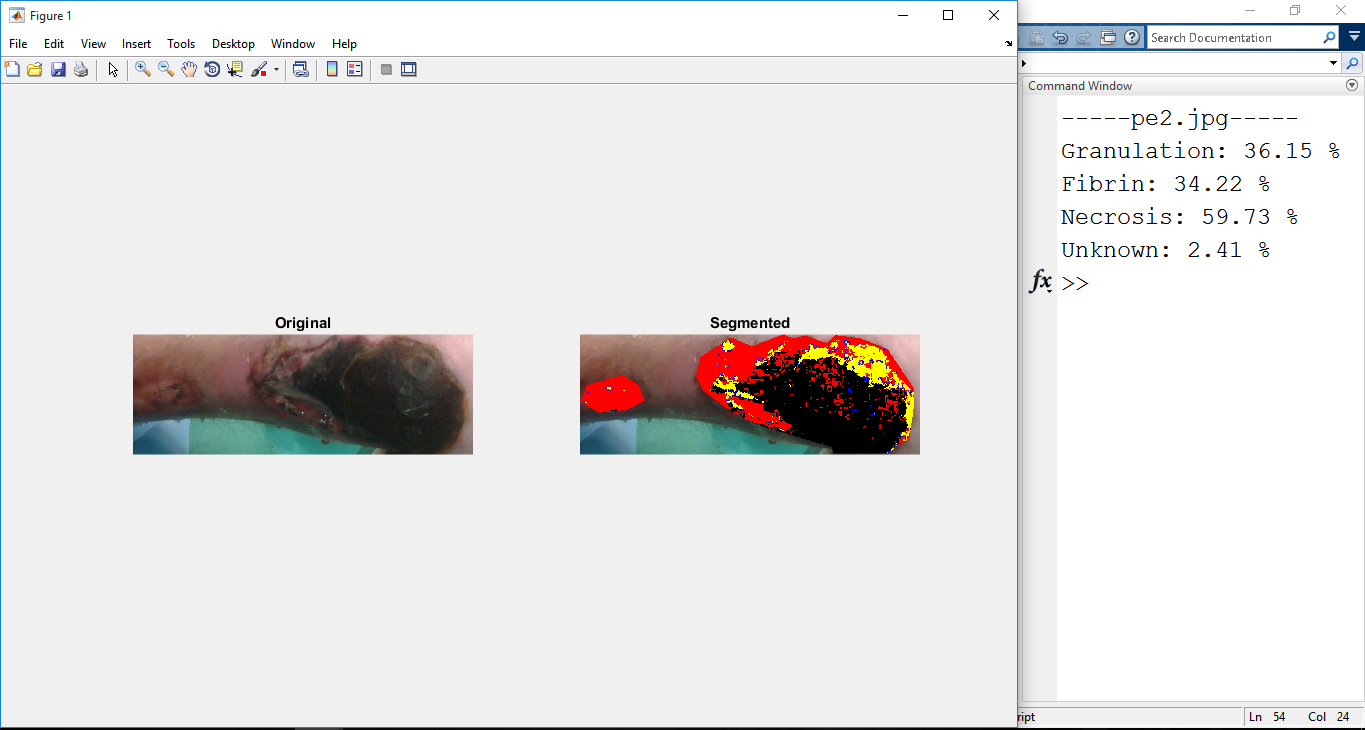 Figure 1
File Edit View Insert Tools Desktop Window Help
Search Documentation
Command Window
-----pe2.jpg-----
Granulation: 36.15 %
Fibrin: 34.22 %
Necrosis: 59.73 %
Unknown: 2.41 %
fx >>
Original
Segmented
ript
Ln 54 Col 24